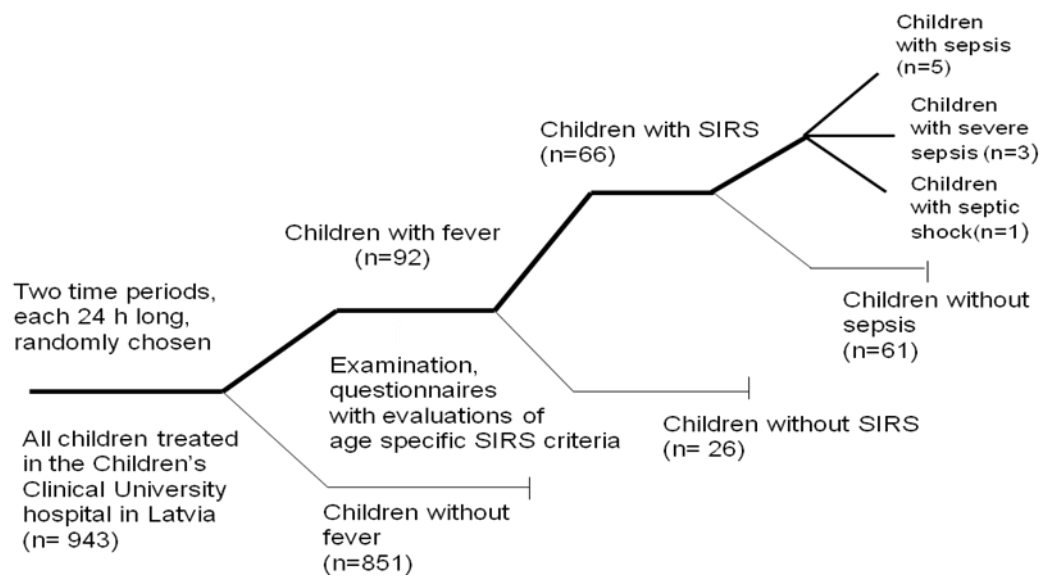 Two time periods,
each 24 h long,
randomly chosen
All children treated
in the Children's
Clinical University
hospital in Latvia
(n= 943)
Children with fever
(n=92)
Examination,
questionnaires
with evaluations of
age specific SIRS criteria
Children without
fever
(n=851)
Children with SIRS
(n=66)
Children without SIRS
(n= 26)
Children
with sepsis
(n=5)
Children
with severe
sepsis (n=3)
Children
with septic
shock(n=1)
Children without
sepsis
(n=61)